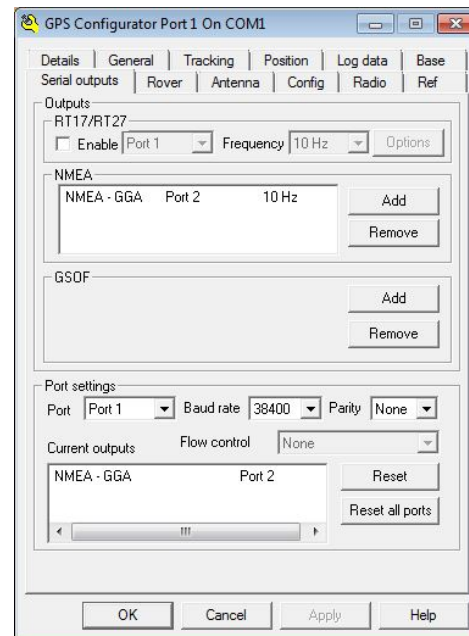 GPS Configurator Port 1 On COM1
Details General Tracking Position Log data Base
Serial outputs Rover Antenna Config Radio Ref
Outputs
RT17/RT27
Enable Port 1 Frequency 10 Hz Options
NMEA
NMEA - GGA Port 2 10 Hz
Add
Remove
GSOF
Add
Remove
Port settings
Port Port 1 Baud rate 38400 Parity None
Current outputs Flow control None
NMEA - GGA Port 2
Reset
Reset all ports
OK Cancel Apply Help